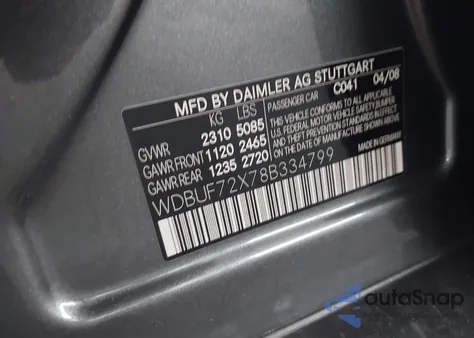 MFD BY DAIMLER AG STUTTGART
KG LBS PASSENGER CAR C041 04/08
GVWR 2310 5085
GAWR FRONT 1120 2465
GAWR REAR 1235 2720
THIS VEHICLE CONFORMS TO ALL APPLICABLE
U.S. FEDERAL MOTOR VEHICLE SAFETY, BUMPER,
AND THEFT PREVENTION STANDARDS IN EFFECT
ON THE DATE OF MANUFACTURE SHOWN ABOVE.
MADE IN GERMANY
WDBUF72X78B334799
autoSnap